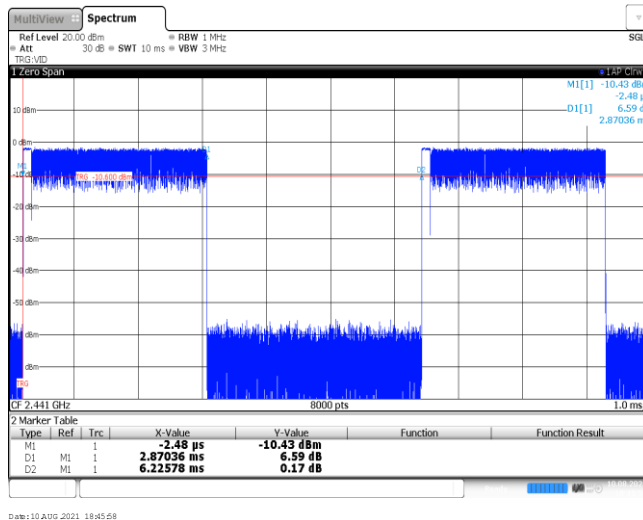 MultiView Spectrum
Ref Level 20.00 dBm RBW 1 MHz SGL
Att 30 dB SWT 10 ms VBW 3 MHz
TRG:VID
1 Zero Span 1AP Clrw
M1[1] -10.43 dBm
-2.48 µs
D1[1] 6.59 d
2.87036 ms
10 dBm
0 dBm
D1
M1
D2
-10 dBm
TRG -10.600 dBm
-20 dBm
-30 dBm
-40 dBm
-50 dBm
dBm
dBm
TRG
CF 2.441 GHz 8000 pts 1.0 ms
2 Marker Table
Type Ref Trc X-Value Y-Value Function Function Result
M1 1 -2.48 µs -10.43 dBm
D1 M1 1 2.87036 ms 6.59 dB
D2 M1 1 6.22578 ms 0.17 dB
Date:10.AUG.2021 18:45:58